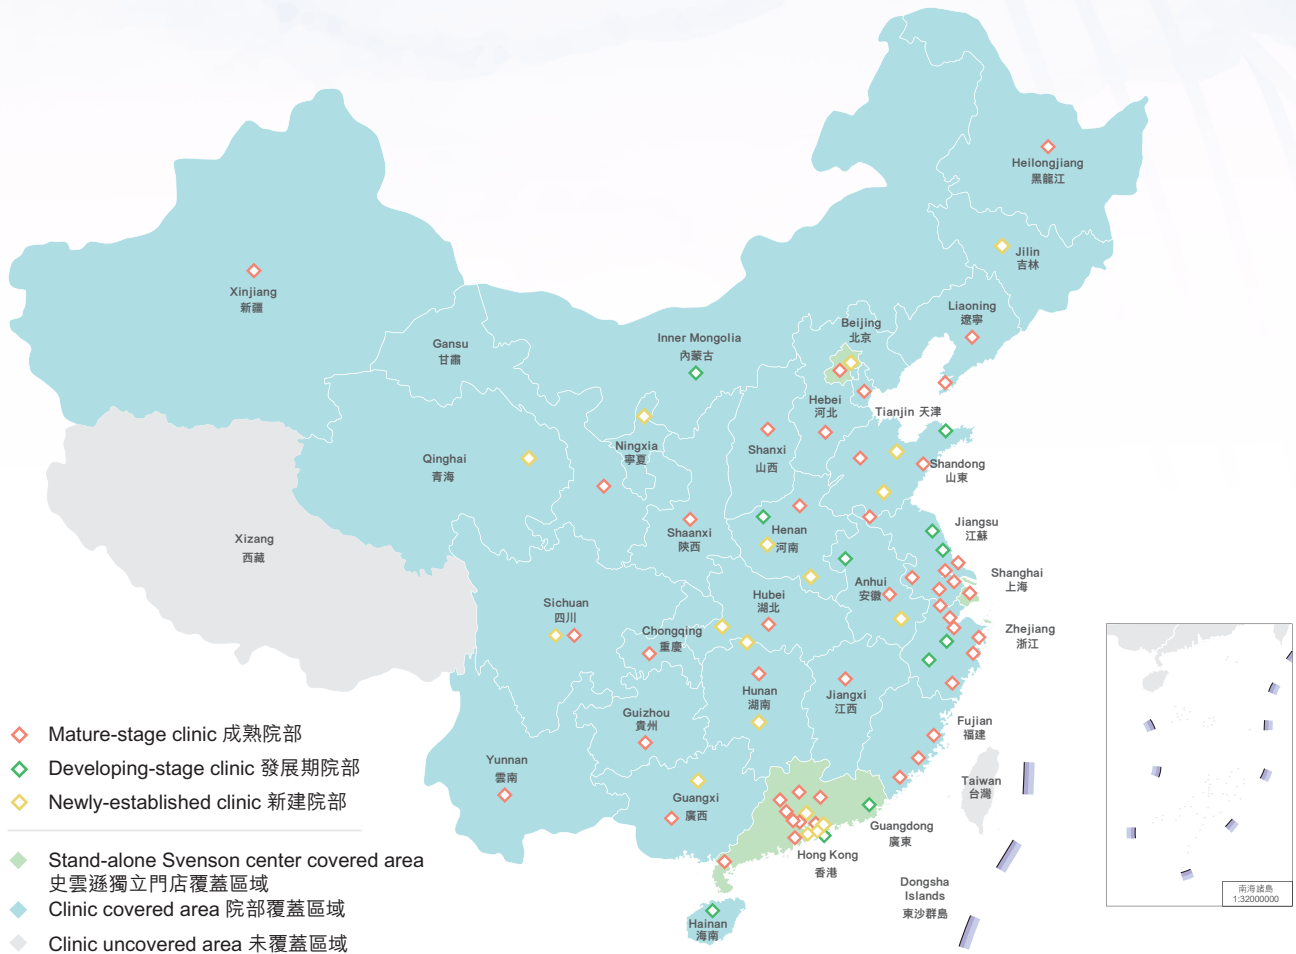 Heilongjiang
黑龍江
Jilin
吉林
Liaoning
遼寧
Xinjiang
新疆
Beijing
北京
Inner Mongolia
內蒙古
Gansu
甘肅
Hebei
河北
Tianjin 天津
Ningxia
寧夏
Shanxi
山西
Qinghai
青海
Shandong
山東
Jiangsu
江蘇
Shaanxi
陝西
Henan
河南
Xizang
西藏
Shanghai
上海
Anhui
安徽
Hubei
湖北
Sichuan
四川
Chongqing
重慶
Zhejiang
浙江
Hunan
湖南
Jiangxi
江西
Guizhou
貴州
Fujian
福建
Yunnan
雲南
Taiwan
台灣
Guangxi
廣西
Guangdong
廣東
Hong Kong
香港
Dongsha
Islands
東沙群島
Hainan
海南
Mature-stage clinic 成熟院部
Developing-stage clinic 發展期院部
Newly-established clinic 新建院部
Stand-alone Svenson center covered area
史雲遜獨立門店覆蓋區域
Clinic covered area 院部覆蓋區域
Clinic uncovered area 未覆蓋區域
南海諸島
1:32000000